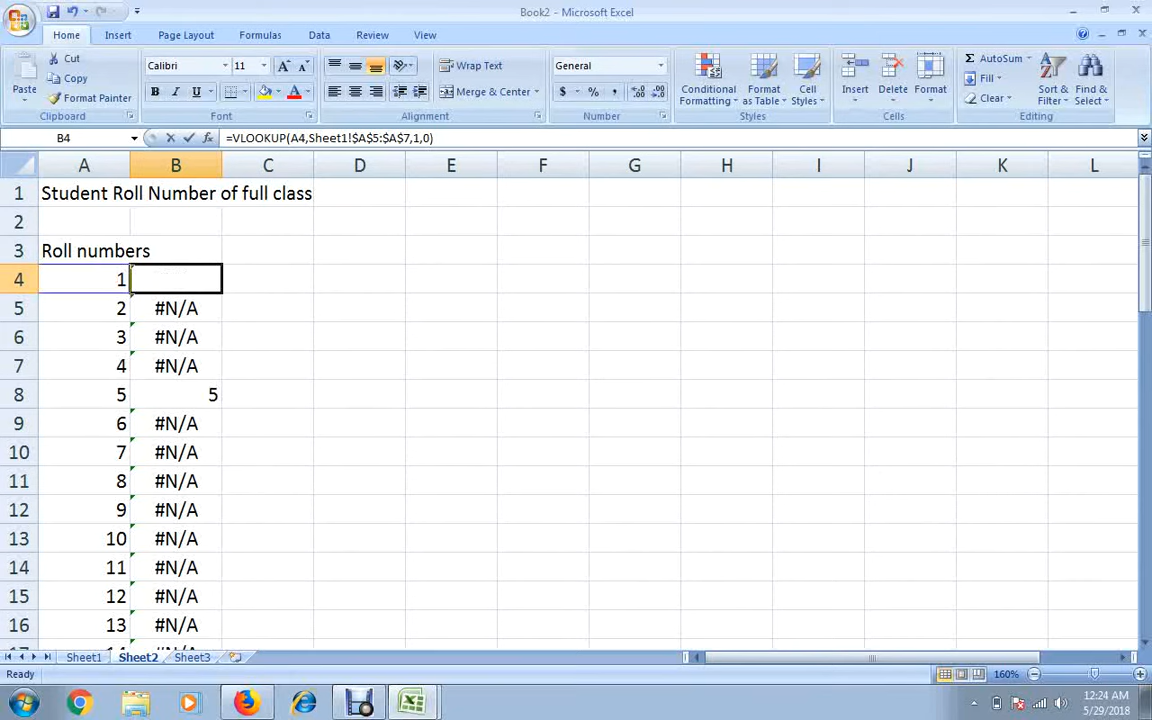 Book2 - Microsoft Excel
Home Insert Page Layout Formulas Data Review View
Paste
Cut
Copy
Format Painter
Clipboard
Calibri 11
B I U
Font
Wrap Text
Merge & Center
Alignment
General
$ % ,
Number
Conditional Formatting
Format as Table
Cell Styles
Styles
Insert Delete Format
Cells
AutoSum
Fill
Clear
Sort & Filter
Find & Select
Editing
B4 fx =VLOOKUP(A4,Sheet1!$A$5:$A$7,1,0)
A B C D E F G H I J K L
1 Student Roll Number of full class
2
3 Roll numbers
4 1
5 2 #N/A
6 3 #N/A
7 4 #N/A
8 5 5
9 6 #N/A
10 7 #N/A
11 8 #N/A
12 9 #N/A
13 10 #N/A
14 11 #N/A
15 12 #N/A
16 13 #N/A
17 14 #N/A
Sheet1 Sheet2 Sheet3
Ready 160%
12:24 AM
5/29/2018